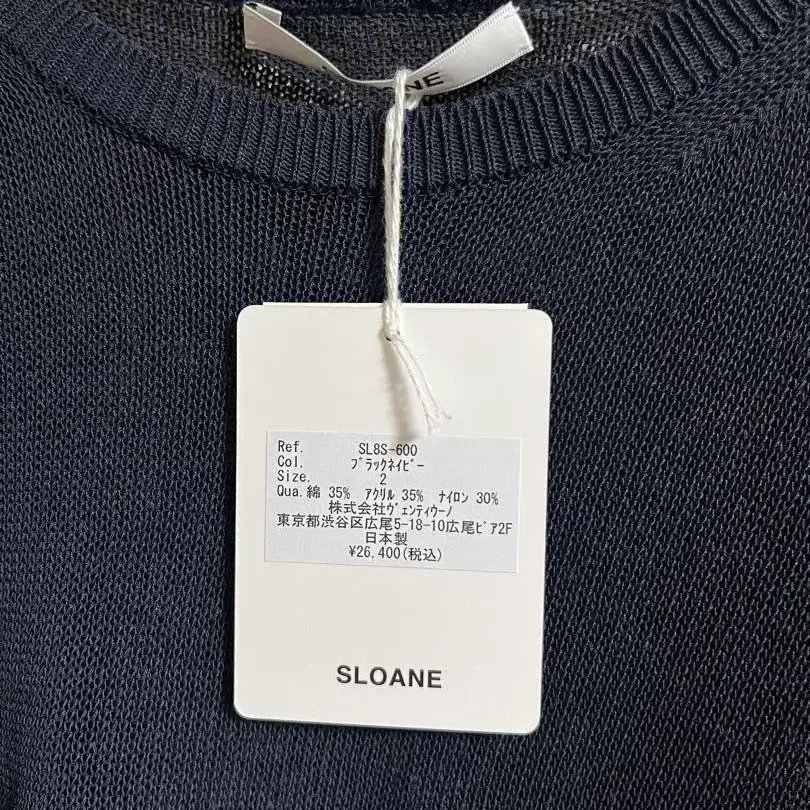 ANE
Ref. SL8S-600
Col. ﾌﾞﾗｯｸﾈｲﾋﾞｰ
Size. 2
Qua.綿 35% ｱｸﾘﾙ 35% ﾅｲﾛﾝ 30%
株式会社ヴェンティウーノ
東京都渋谷区広尾5-18-10広尾ﾋﾟｱ2F
日本製
¥26,400(税込)
SLOANE